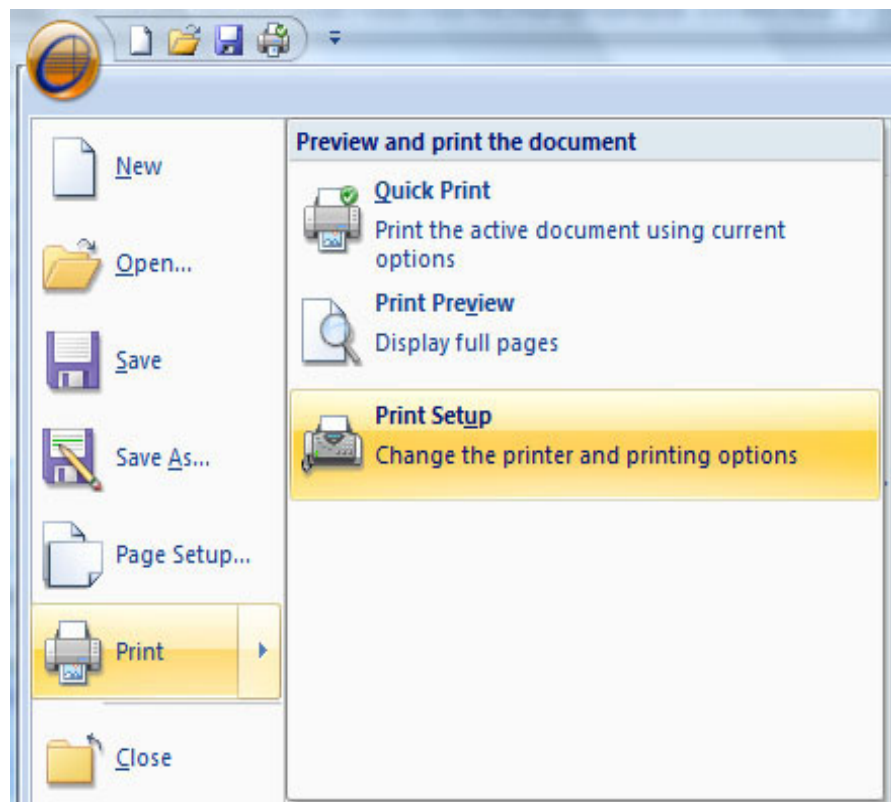 New
Open...
Save
Save As...
Page Setup...
Print
Close
Preview and print the document
Quick Print
Print the active document using current
options
Print Preview
Display full pages
Print Setup
Change the printer and printing options